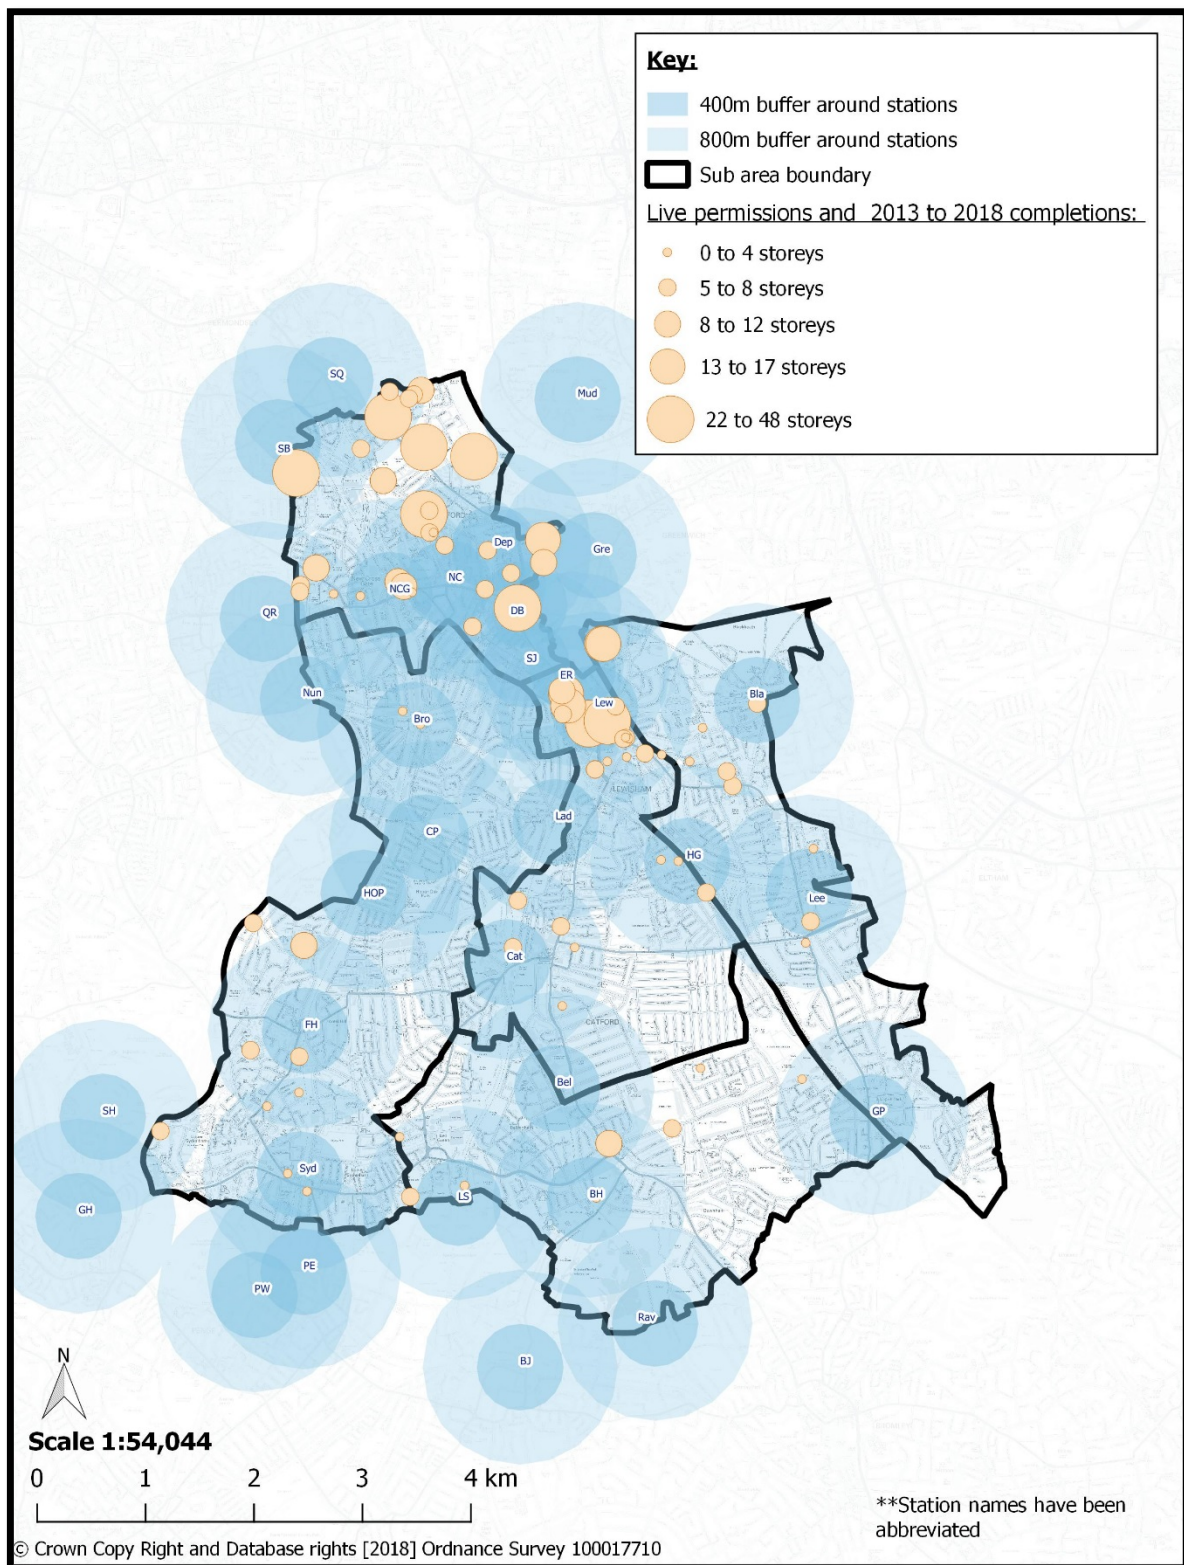 Key:
400m buffer around stations
800m buffer around stations
Sub area boundary
Live permissions and 2013 to 2018 completions:
0 to 4 storeys
5 to 8 storeys
8 to 12 storeys
13 to 17 storeys
22 to 48 storeys
SQ
Mud
SB
Dep
Gre
NC
NCG
QR
DB
SJ
ER
Nun
Bla
Lew
Bro
LEWISHAM
Lad
CP
HG
HOP
Lee
Cat
CATFORD
FH
Bel
SH
GP
Syd
LS
BH
GH
PE
PW
Rav
BJ
N
Scale 1:54,044
0 1 2 3 4 km
**Station names have been
abbreviated
© Crown Copy Right and Database rights [2018] Ordnance Survey 100017710